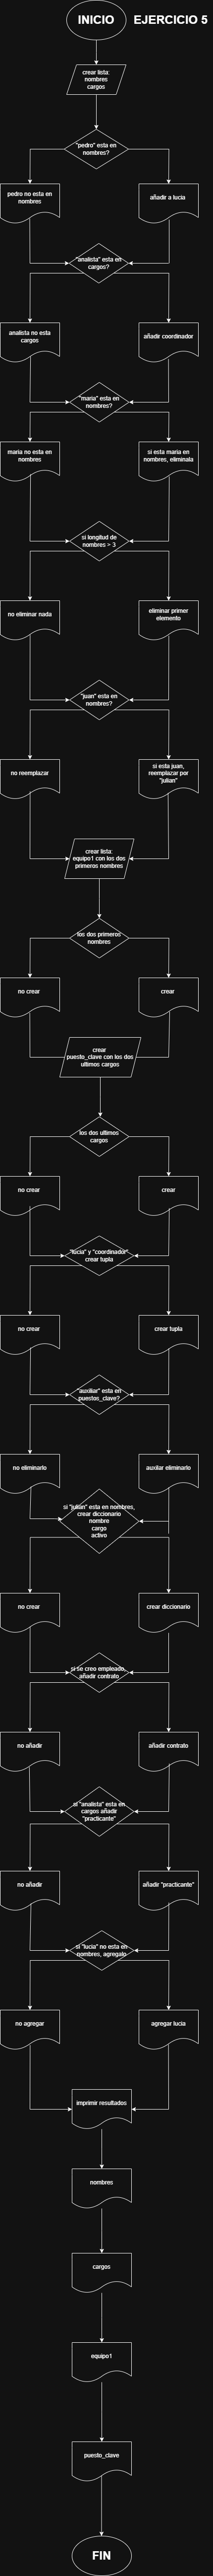 INICIO EJERCICIO 5
crear lista:
nombres
cargos
"pedro" esta en
nombres?
pedro no esta en
nombres
añadir a lucia
"analista" esta en
cargos?
analista no esta
cargos
añadir coordinador
"maria" esta en
nombres?
maria no esta en
nombres
si esta maria en
nombres, eliminala
si longitud de
nombres > 3
no eliminar nada
eliminar primer
elemento
"juan" esta en
nombres?
no reemplazar
si esta juan,
reemplazar por
"julian"
crear lista:
equipo1 con los dos
primeros nombres
los dos primeros
nombres
no crear
crear
crear
puesto_clave con los dos
ultimos cargos
los dos ultimos
cargos
no crear
crear
"lucia" y "coordinador"
crear tupla
no crear
crear tupla
"auxiliar" esta en
puestos_clave?
no eliminarlo
auxilar eliminarlo
si "julian" esta en nombres,
crear diccionario
nombre
cargo
activo
no crear
crear diccionario
si se creo empleado,
añadir contrato
no añadir
añadir contrato
si "analista" esta en
cargos añadir
"practicante"
no añadir
añadir "practicante"
si "lucia" no esta en
nombres, agregalo
no agregar
agregar lucia
imprimir resultados
nombres
cargos
equipo1
puesto_clave
FIN